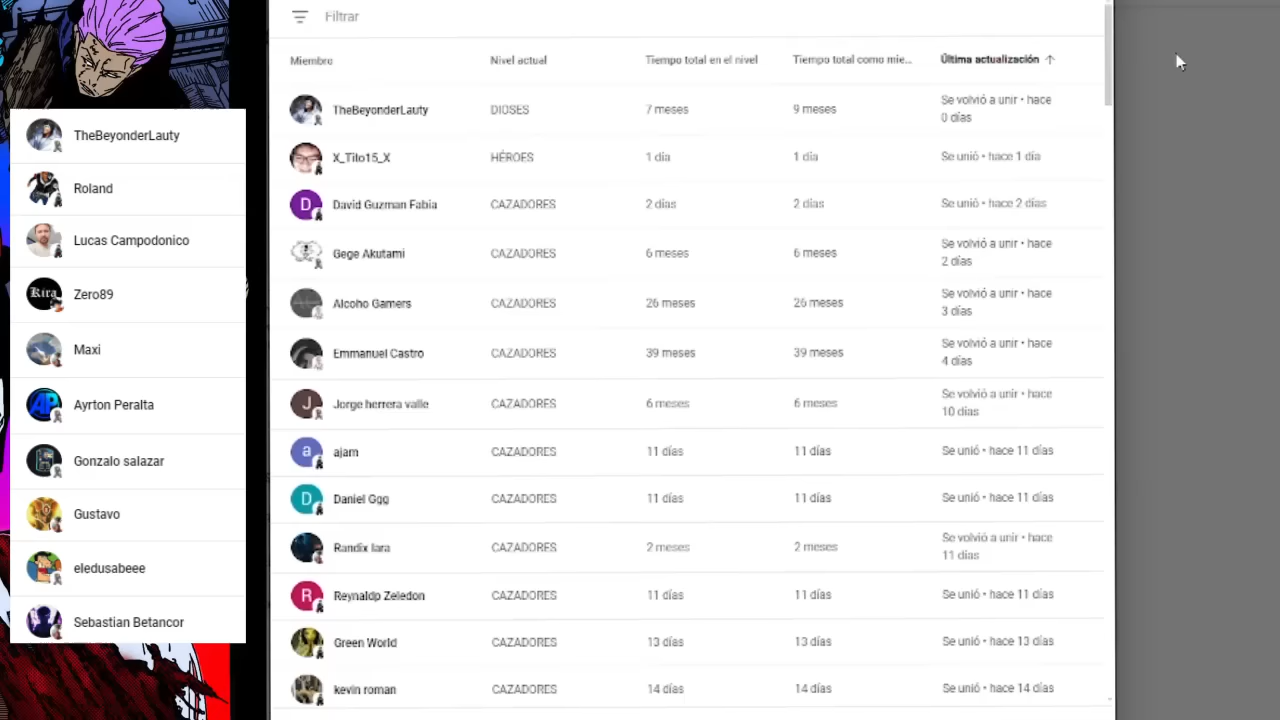 TheBeyonderLauty
Roland
Lucas Campodonico
Kira
Zero89
Maxi
AP
Ayrton Peralta
Gonzalo salazar
Gustavo
eledusabeee
Sebastian Betancor
Filtrar
Miembro Nivel actual Tiempo total en el nivel Tiempo total como mie... Última actualización ↑
TheBeyonderLauty DIOSES 7 meses 9 meses Se volvió a unir • hace
0 días
X_Tito15_X HÉROES 1 día 1 día Se unió • hace 1 día
D David Guzman Fabia CAZADORES 2 días 2 días Se unió • hace 2 días
Gege Akutami CAZADORES 6 meses 6 meses Se volvió a unir • hace
2 días
Alcoho Gamers CAZADORES 26 meses 26 meses Se volvió a unir • hace
3 días
Emmanuel Castro CAZADORES 39 meses 39 meses Se volvió a unir • hace
4 días
J Jorge herrera valle CAZADORES 6 meses 6 meses Se volvió a unir • hace
10 días
a ajam CAZADORES 11 días 11 días Se unió • hace 11 días
D Daniel Ggg CAZADORES 11 días 11 días Se unió • hace 11 días
Randix lara CAZADORES 2 meses 2 meses Se volvió a unir • hace
11 días
R Reynaldp Zeledon CAZADORES 11 días 11 días Se unió • hace 11 días
Green World CAZADORES 13 días 13 días Se unió • hace 13 días
kevin roman CAZADORES 14 días 14 días Se unió • hace 14 días